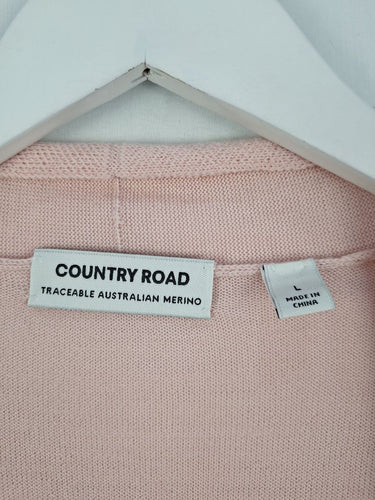 COUNTRY ROAD
TRACEABLE AUSTRALIAN MERINO
L
MADE IN
CHINA